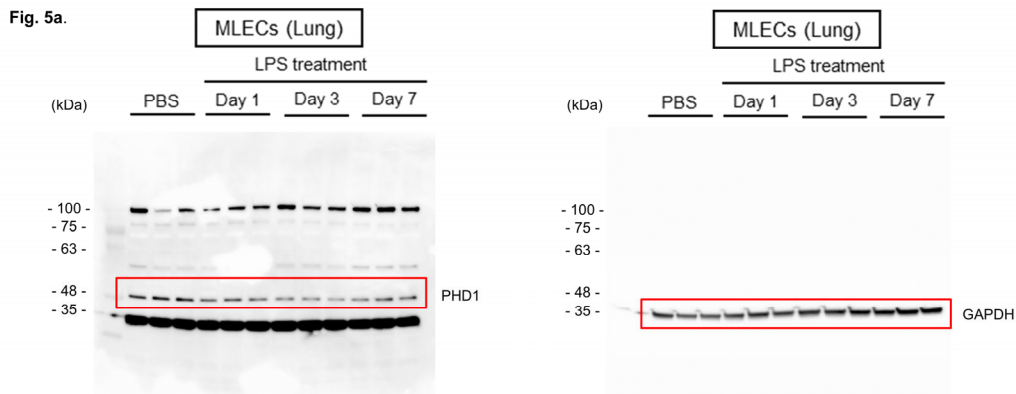 Fig. 5a.
MLECs (Lung)
LPS treatment
(kDa)
PBS
Day 1
Day 3
Day 7
- 100 -
- 75 -
- 63 -
- 48 -
- 35 -
PHD1
MLECs (Lung)
LPS treatment
(kDa)
PBS
Day 1
Day 3
Day 7
- 100 -
- 75 -
- 63 -
- 48 -
- 35 -
GAPDH